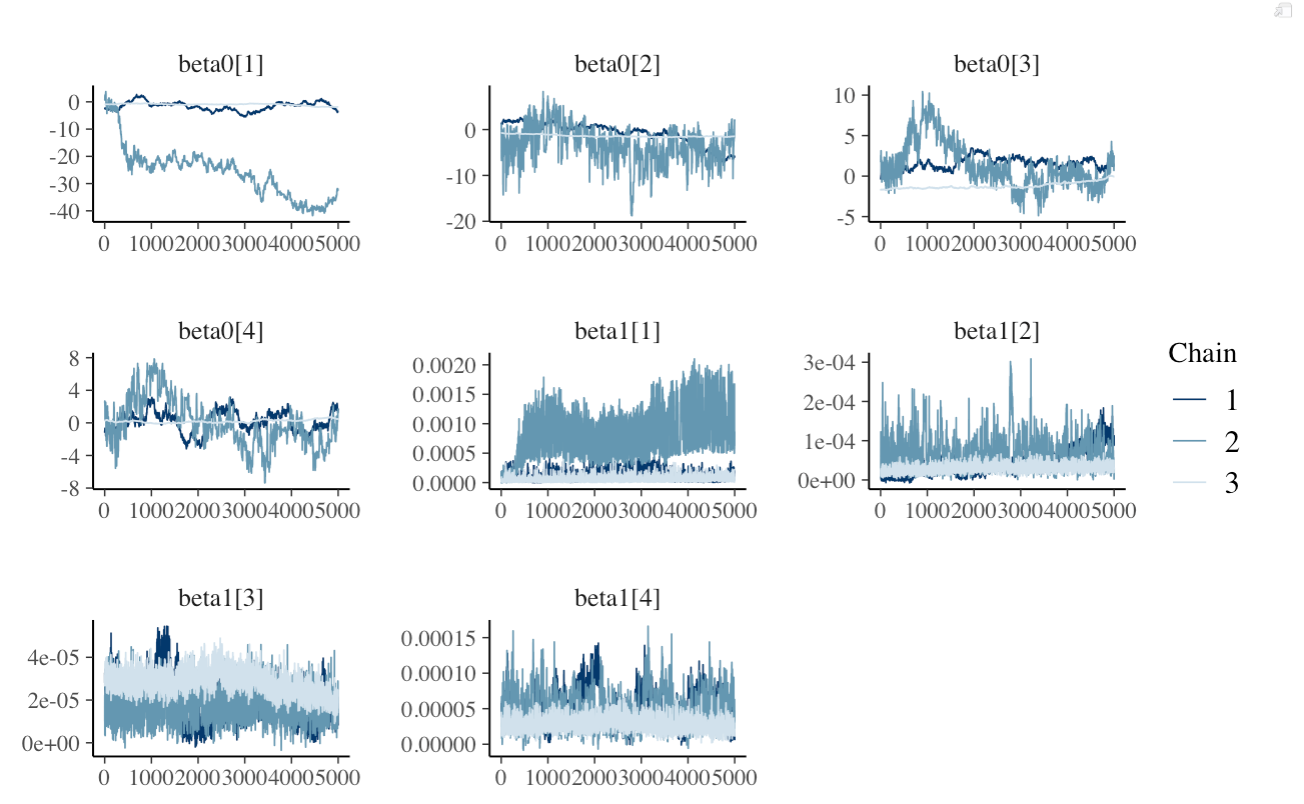 beta0[1] beta0[2] beta0[3]
0
-10
-20
-30
-40
0 1000 2000 3000 4000 5000
0
-10
-20
0 1000 2000 3000 4000 5000
10
5
0
-5
0 1000 2000 3000 4000 5000
beta0[4] beta1[1] beta1[2]
8
4
0
-4
-8
0 1000 2000 3000 4000 5000
0.0020
0.0015
0.0010
0.0005
0.0000
0 1000 2000 3000 4000 5000
3e-04
2e-04
1e-04
0e+00
0 1000 2000 3000 4000 5000
Chain
1
2
3
beta1[3] beta1[4]
4e-05
2e-05
0e+00
0 1000 2000 3000 4000 5000
0.00015
0.00010
0.00005
0.00000
0 1000 2000 3000 4000 5000